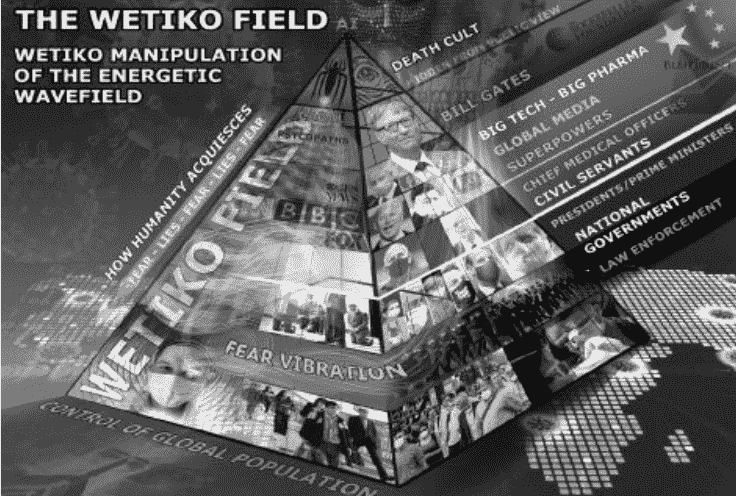 THE WETIKO FIELD
WETIKO MANIPULATION
OF THE ENERGETIC
WAVEFIELD
AI
DEATH CULT
BILL GATES
BIG TECH - BIG PHARMA
GLOBAL MEDIA
SUPERPOWERS
CHIEF MEDICAL OFFICERS
CIVIL SERVANTS
PRESIDENTS/PRIME MINISTERS
NATIONAL
GOVERNMENTS
LAW ENFORCEMENT
HOW HUMANITY ACQUIESCES
FEAR - LIES - FEAR - LIES - FEAR
PSYCOPATHS
WETIKO FIELD
BBC
FOX
FEAR VIBRATION
CONTROL OF GLOBAL POPULATION